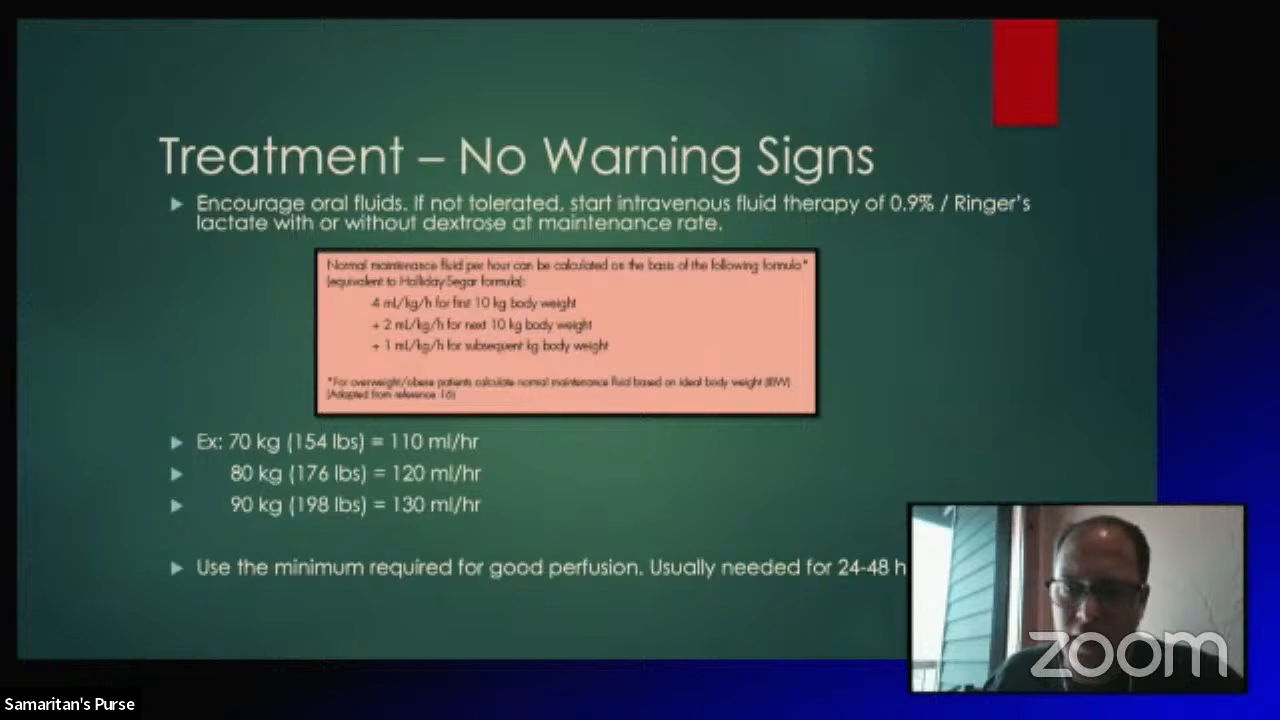 Treatment – No Warning Signs
Encourage oral fluids. If not tolerated, start intravenous fluid therapy of 0.9% / Ringer's
lactate with or without dextrose at maintenance rate.
Normal maintenance fluid per hour can be calculated on the basis of the following formula*
(equivalent to Halliday-Segar formula):
4 mL/kg/h for first 10 kg body weight
+ 2 mL/kg/h for next 10 kg body weight
+ 1 mL/kg/h for subsequent kg body weight
*For overweight/obese patients calculate normal maintenance fluid based on ideal body weight (IBW)
(Adapted from reference 16)
Ex: 70 kg (154 lbs) = 110 ml/hr
80 kg (176 lbs) = 120 ml/hr
90 kg (198 lbs) = 130 ml/hr
Use the minimum required for good perfusion. Usually needed for 24-48 h
zoom
Samaritan's Purse